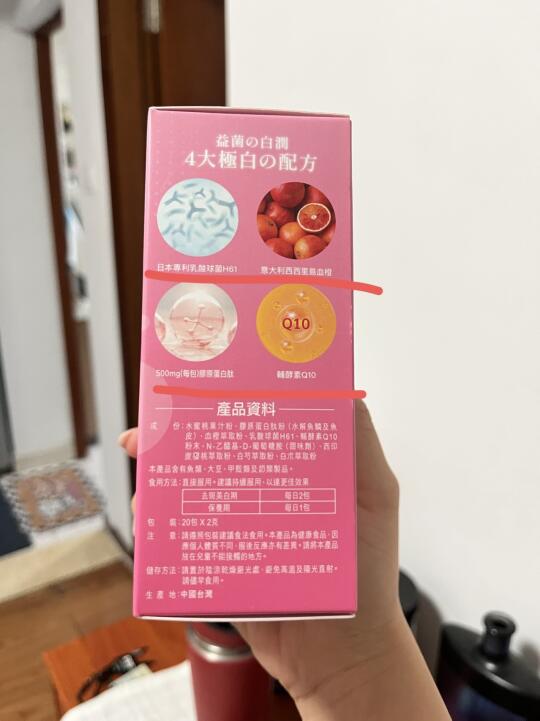 益菌の白潤
4大極白の配方
日本專利乳酸球菌H61
意大利西西里島血橙
Q10
500mg(每包)膠原蛋白肽
輔酵素Q10
產品資料
成　份：水蜜桃果汁粉、膠原蛋白肽粉（水解魚鱗及魚
皮）、血橙萃取粉、乳酸球菌H61、輔酵素Q10
粉末、N-乙醯基-D-葡萄糖胺（甜味劑）、西印
度櫻桃萃取粉、白芍萃取粉、白朮萃取粉
本產品含有魚類、大豆、甲殼類及奶類製品。
食用方法：直接服用。建議持續服用，以達更佳效果
去斑美白期 每日2包
保養期 每日1包
包　裝：20包 X 2克
注　意：請遵照包裝建議食法食用。本產品為健康食品，因
應個人體質不同，服後反應亦有差異。請將本產品
放在兒童不能接觸的地方。
儲存方法：請置於陰涼乾燥避光處，避免高溫及陽光直射。
請儘早食用。
生 產 地：中國台灣